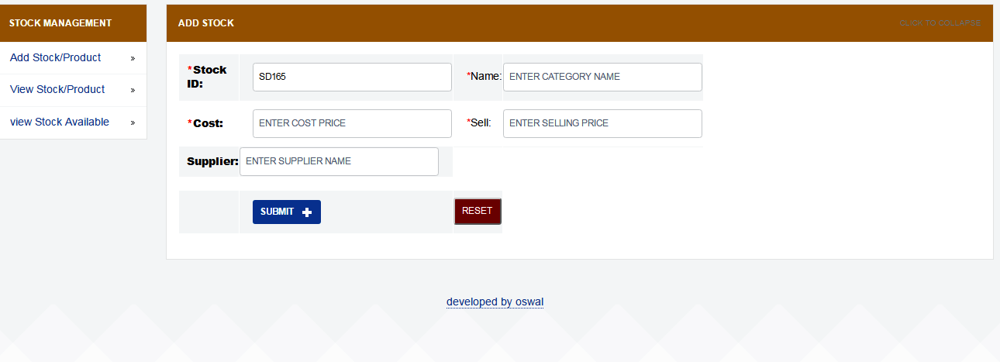 STOCK MANAGEMENT
Add Stock/Product »
View Stock/Product »
view Stock Available »
ADD STOCK CLICK TO COLLAPSE
*Stock
ID: SD165 *Name: ENTER CATEGORY NAME
*Cost: ENTER COST PRICE *Sell: ENTER SELLING PRICE
Supplier: ENTER SUPPLIER NAME
SUBMIT RESET
developed by oswal